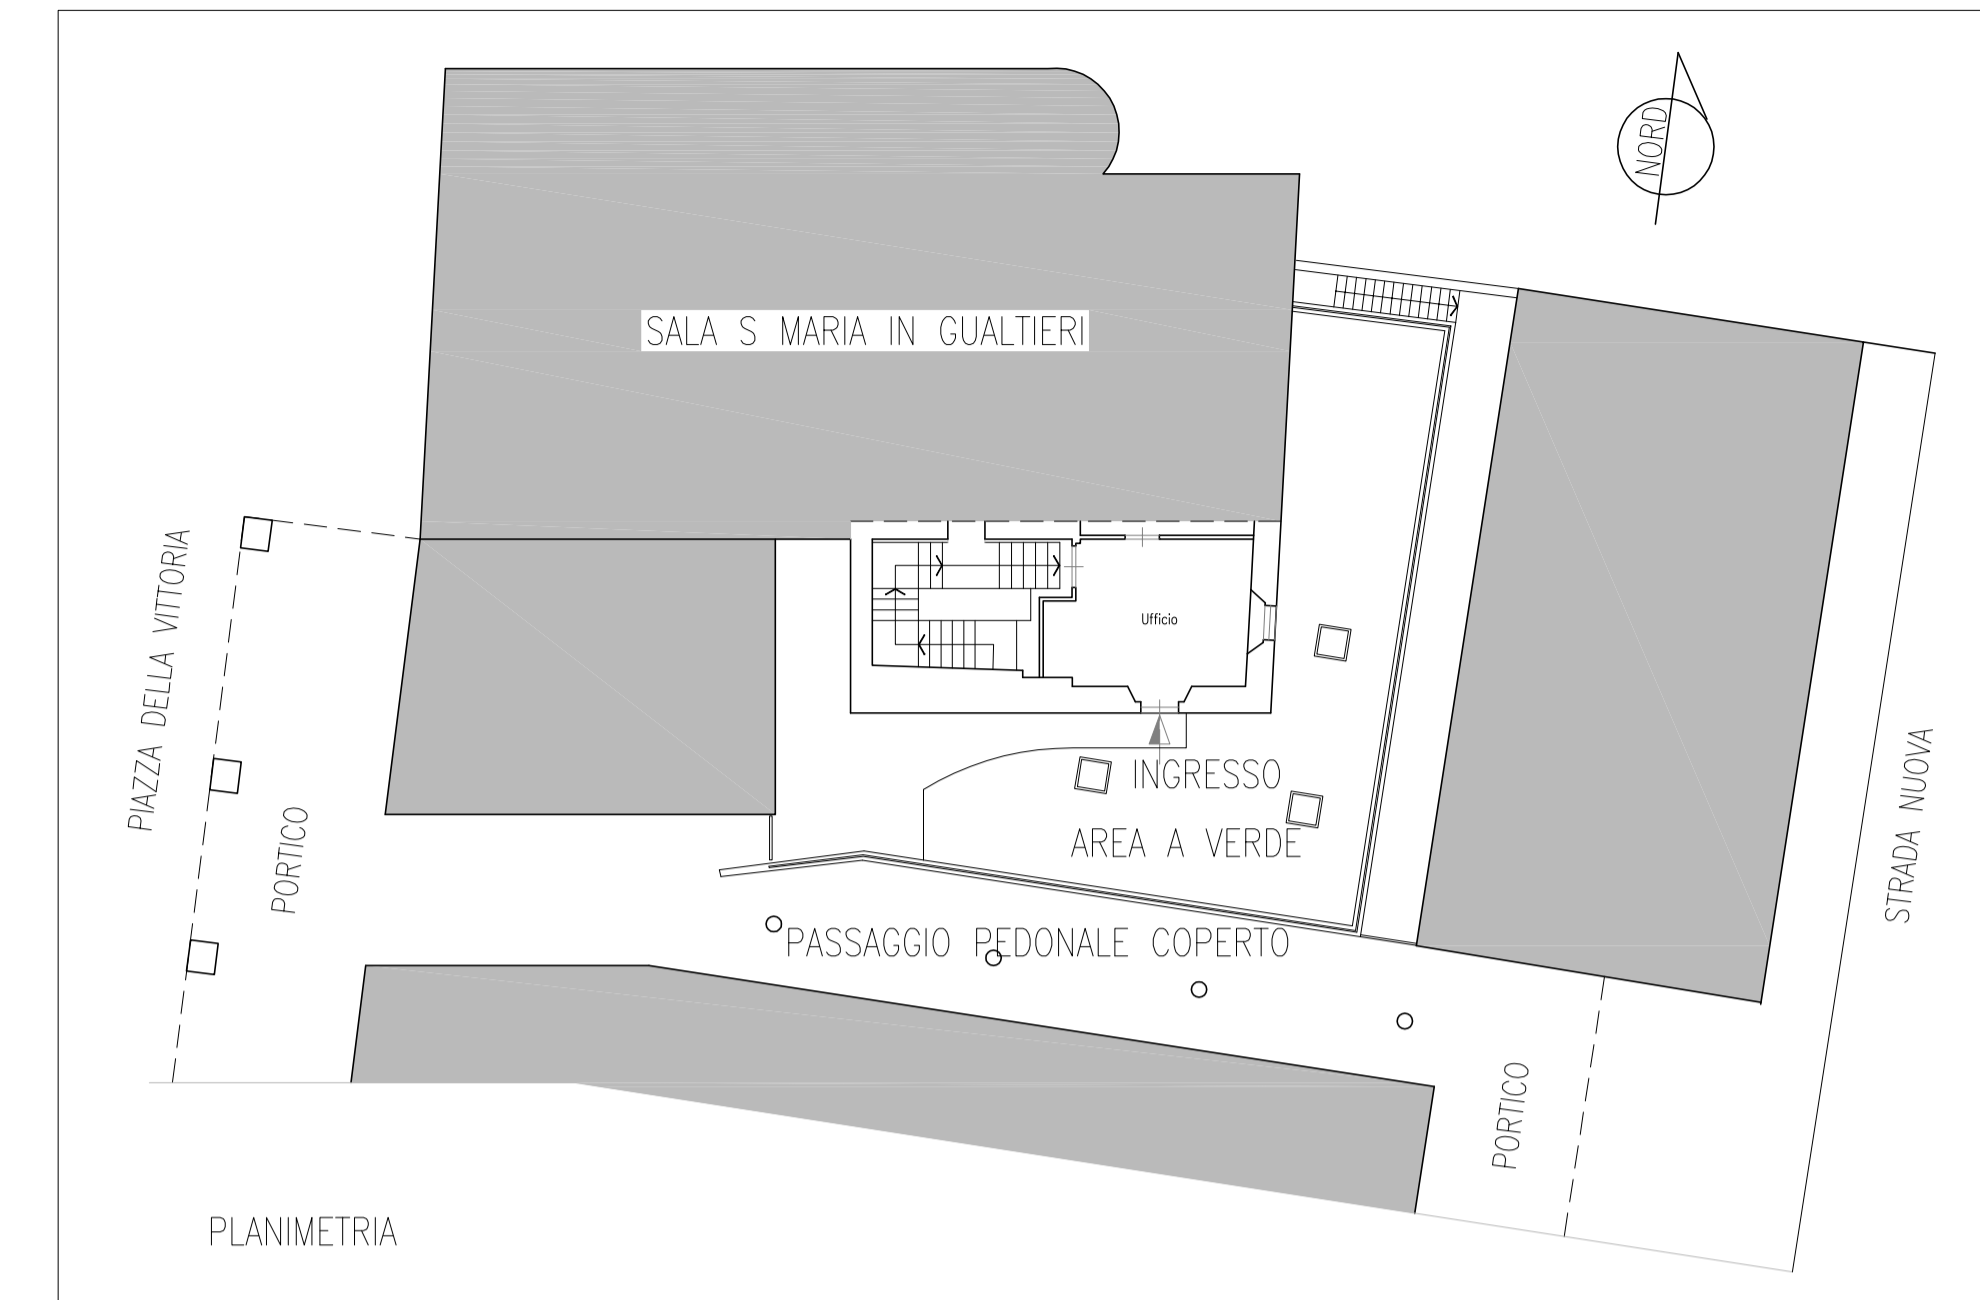 NORD
SALA S MARIA IN GUALTIERI
PIAZZA DELLA VITTORIA
Ufficio
INGRESSO
STRADA NUOVA
PORTICO
AREA A VERDE
PASSAGGIO PEDONALE COPERTO
PORTICO
PLANIMETRIA